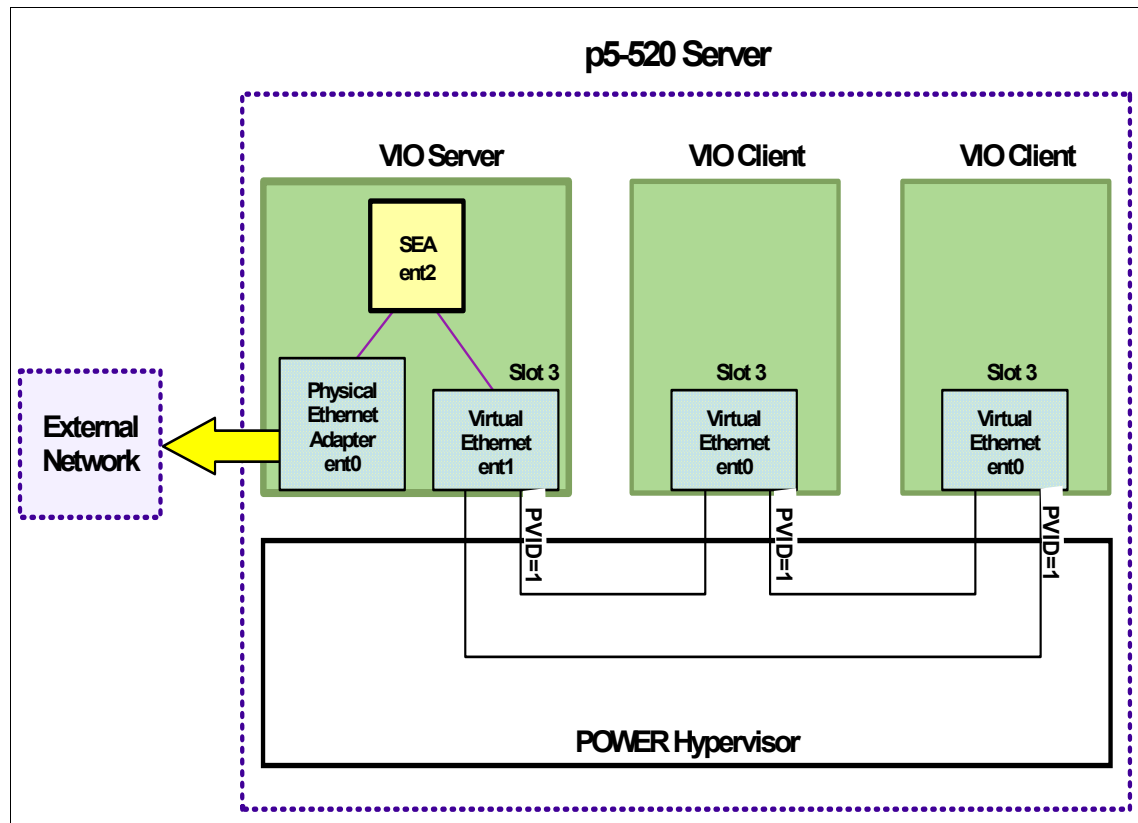 p5-520 Server
VIO Server
VIO Client
VIO Client
SEA
ent2
Slot 3
Slot 3
Slot 3
External
Network
Physical
Ethernet
Adapter
ent0
Virtual
Ethernet
ent1
Virtual
Ethernet
ent0
Virtual
Ethernet
ent0
PVID=1
PVID=1
PVID=1
POWER Hypervisor